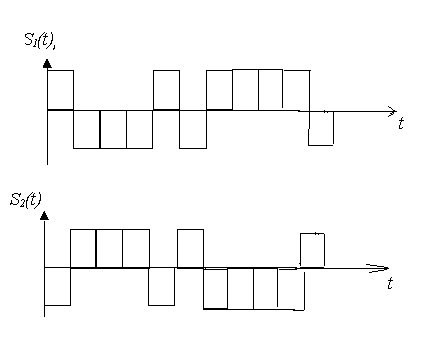 S1(t),
t
S2(t)
t